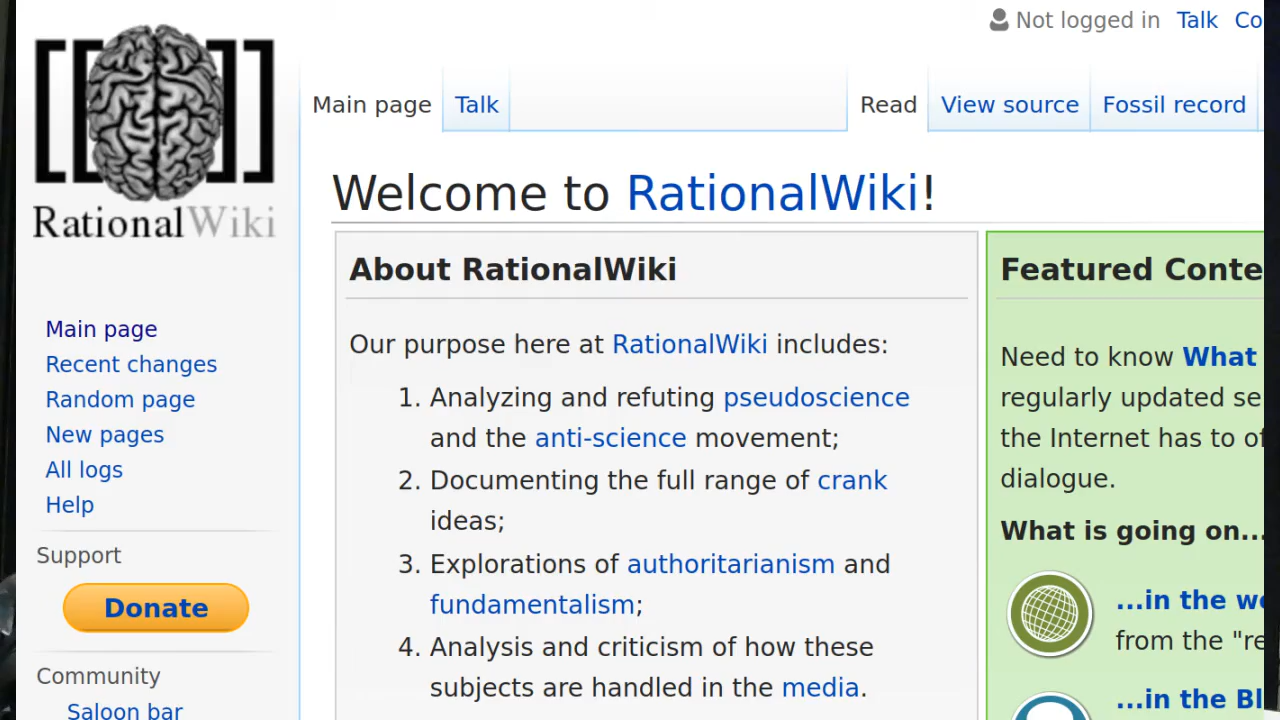 Not logged in Talk Co
Main page Talk Read View source Fossil record
RationalWiki
Welcome to RationalWiki!
Main page
Recent changes
Random page
New pages
All logs
Help
Support
Donate
Community
Saloon bar
About RationalWiki
Our purpose here at RationalWiki includes:
1. Analyzing and refuting pseudoscience
and the anti-science movement;
2. Documenting the full range of crank
ideas;
3. Explorations of authoritarianism and
fundamentalism;
4. Analysis and criticism of how these
subjects are handled in the media.
Featured Conte
Need to know What
regularly updated se
the Internet has to of
dialogue.
What is going on...
...in the wo
from the "re
...in the Bl